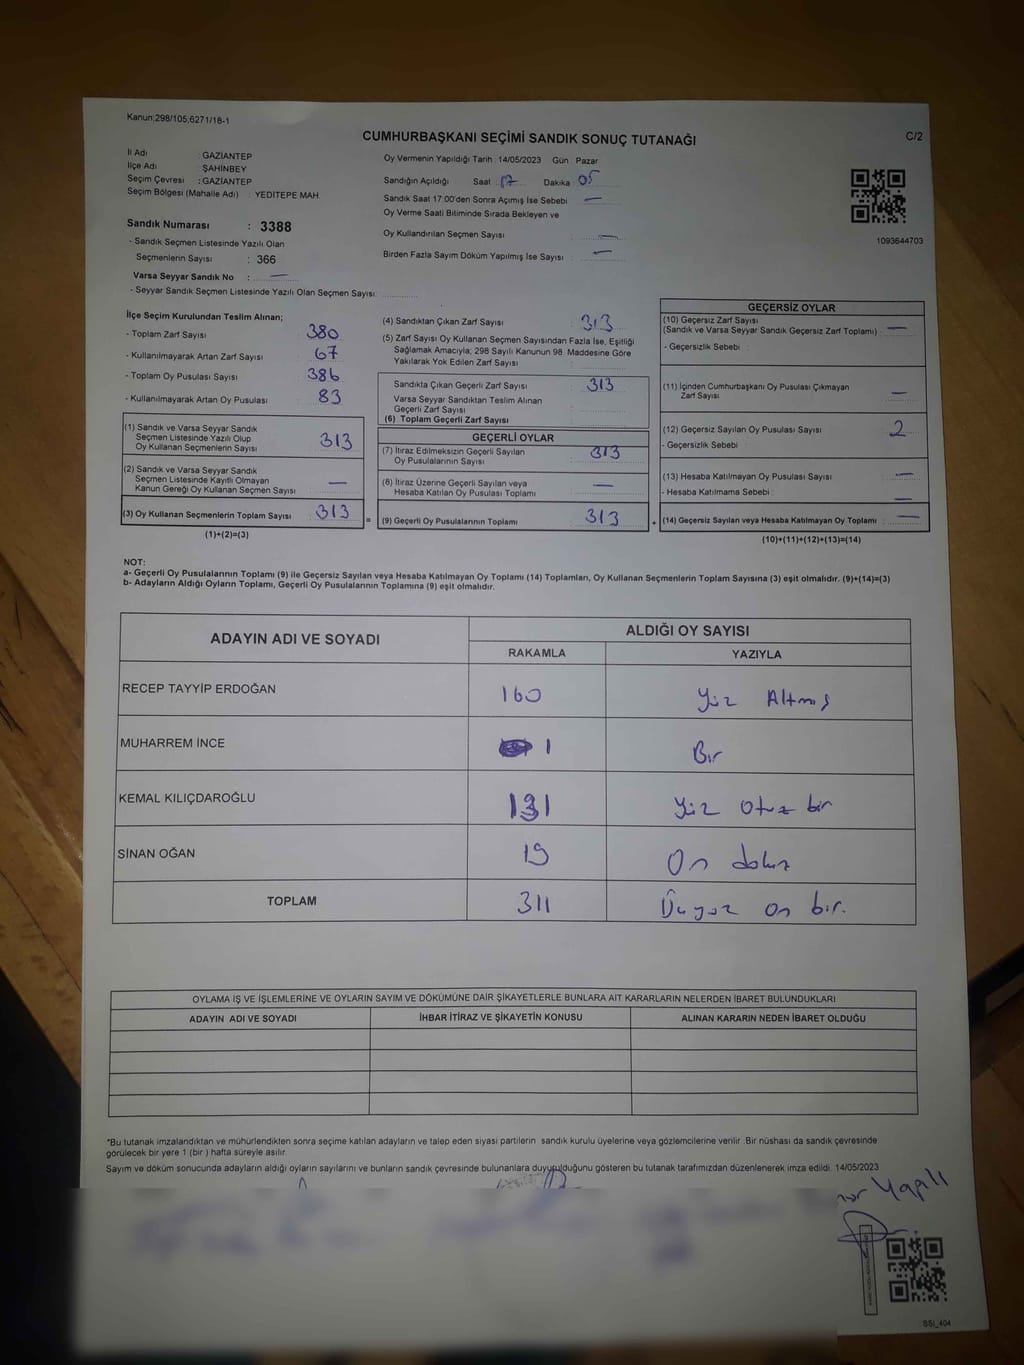 Kanun;298/105;6271/18-1
CUMHURBAŞKANI SEÇİMİ SANDIK SONUÇ TUTANAĞI
C/2
İl Adı : GAZİANTEP
İlçe Adı : ŞAHİNBEY
Seçim Çevresi : GAZİANTEP
Seçim Bölgesi (Mahalle Adı) : YEDİTEPE MAH.
Oy Vermenin Yapıldığı Tarih : 14/05/2023 Gün : Pazar
Sandığın Açıldığı Saat 17 Dakika 05
Sandık Saat 17:00'den Sonra Açımış İse Sebebi : —
Oy Verme Saati Bitiminde Sırada Bekleyen ve
Oy Kullandırılan Seçmen Sayısı : —
Birden Fazla Sayım Döküm Yapılmış İse Sayısı : —
1093644703
Sandık Numarası : 3388
- Sandık Seçmen Listesinde Yazılı Olan
Seçmenlerin Sayısı : 366
Varsa Seyyar Sandık No : —
- Seyyar Sandık Seçmen Listesinde Yazılı Olan Seçmen Sayısı:
İlçe Seçim Kurulundan Teslim Alınan;
- Toplam Zarf Sayısı : 380
- Kullanılmayarak Artan Zarf Sayısı : 67
- Toplam Oy Pusulası Sayısı : 386
- Kullanılmayarak Artan Oy Pusulası : 83
(1) Sandık ve Varsa Seyyar Sandık
Seçmen Listesinde Yazılı Olup
Oy Kullanan Seçmenlerin Sayısı : 313
(2) Sandık ve Varsa Seyyar Sandık
Seçmen Listesinde Kayıtlı Olmayan
Kanun Gereği Oy Kullanan Seçmen Sayısı : —
(3) Oy Kullanan Seçmenlerin Toplam Sayısı : 313
(1)+(2)=(3)
=
(4) Sandıktan Çıkan Zarf Sayısı : 313
(5) Zarf Sayısı Oy Kullanan Seçmen Sayısından Fazla İse, Eşitliği
Sağlamak Amacıyla; 298 Sayılı Kanunun 98. Maddesine Göre
Yakılarak Yok Edilen Zarf Sayısı :
Sandıkta Çıkan Geçerli Zarf Sayısı : 313
Varsa Seyyar Sandıktan Teslim Alınan
Geçerli Zarf Sayısı :
(6) Toplam Geçerli Zarf Sayısı :
GEÇERLİ OYLAR
(7) İtiraz Edilmeksizin Geçerli Sayılan
Oy Pusulalarının Sayısı : 313
(8) İtiraz Üzerine Geçerli Sayılan veya
Hesaba Katılan Oy Pusulası Toplamı : —
(9) Geçerli Oy Pusulalarının Toplamı : 313
+
GEÇERSİZ OYLAR
(10) Geçersiz Zarf Sayısı
(Sandık ve Varsa Seyyar Sandık Geçersiz Zarf Toplamı) : —
- Geçersizlik Sebebi :
(11) İçinden Cumhurbaşkanı Oy Pusulası Çıkmayan
Zarf Sayısı : —
(12) Geçersiz Sayılan Oy Pusulası Sayısı : 2
- Geçersizlik Sebebi :
(13) Hesaba Katılmayan Oy Pusulası Sayısı : —
- Hesaba Katılmama Sebebi : —
(14) Geçersiz Sayılan veya Hesaba Katılmayan Oy Toplamı : —
(10)+(11)+(12)+(13)=(14)
NOT:
a- Geçerli Oy Pusulalarının Toplamı (9) ile Geçersiz Sayılan veya Hesaba Katılmayan Oy Toplamı (14) Toplamları, Oy Kullanan Seçmenlerin Toplam Sayısına (3) eşit olmalıdır. (9)+(14)=(3)
b- Adayların Aldığı Oyların Toplamı, Geçerli Oy Pusulalarının Toplamına (9) eşit olmalıdır.
ADAYIN ADI VE SOYADI
ALDIĞI OY SAYISI
RAKAMLA YAZIYLA
RECEP TAYYİP ERDOĞAN 160 Yüz Altmış
MUHARREM İNCE 1 Bir
KEMAL KILIÇDAROĞLU 131 Yüz otuz bir
SİNAN OĞAN 19 On dokuz
TOPLAM 311 Üçyüz on bir.
OYLAMA İŞ VE İŞLEMLERİNE VE OYLARIN SAYIM VE DÖKÜMÜNE DAİR ŞİKAYETLERLE BUNLARA AİT KARARLARIN NELERDEN İBARET BULUNDUKLARI
ADAYIN ADI VE SOYADI İHBAR İTİRAZ VE ŞİKAYETİN KONUSU ALINAN KARARIN NEDEN İBARET OLDUĞU
*Bu tutanak imzalandıktan ve mühürlendikten sonra seçime katılan adayların ve talep eden siyasi partilerin sandık kurulu üyelerine veya gözlemcilerine verilir .Bir nüshası da sandık çevresinde
görülecek bir yere 1 (bir ) hafta süreyle asılır.
Sayım ve döküm sonucunda adayların aldığı oyların sayılarını ve bunların sandık çevresinde bulunanlara duyurulduğunu gösteren bu tutanak tarafımızdan düzenlenerek imza edildi. 14/05/2023
Yapılı
SSİ_404